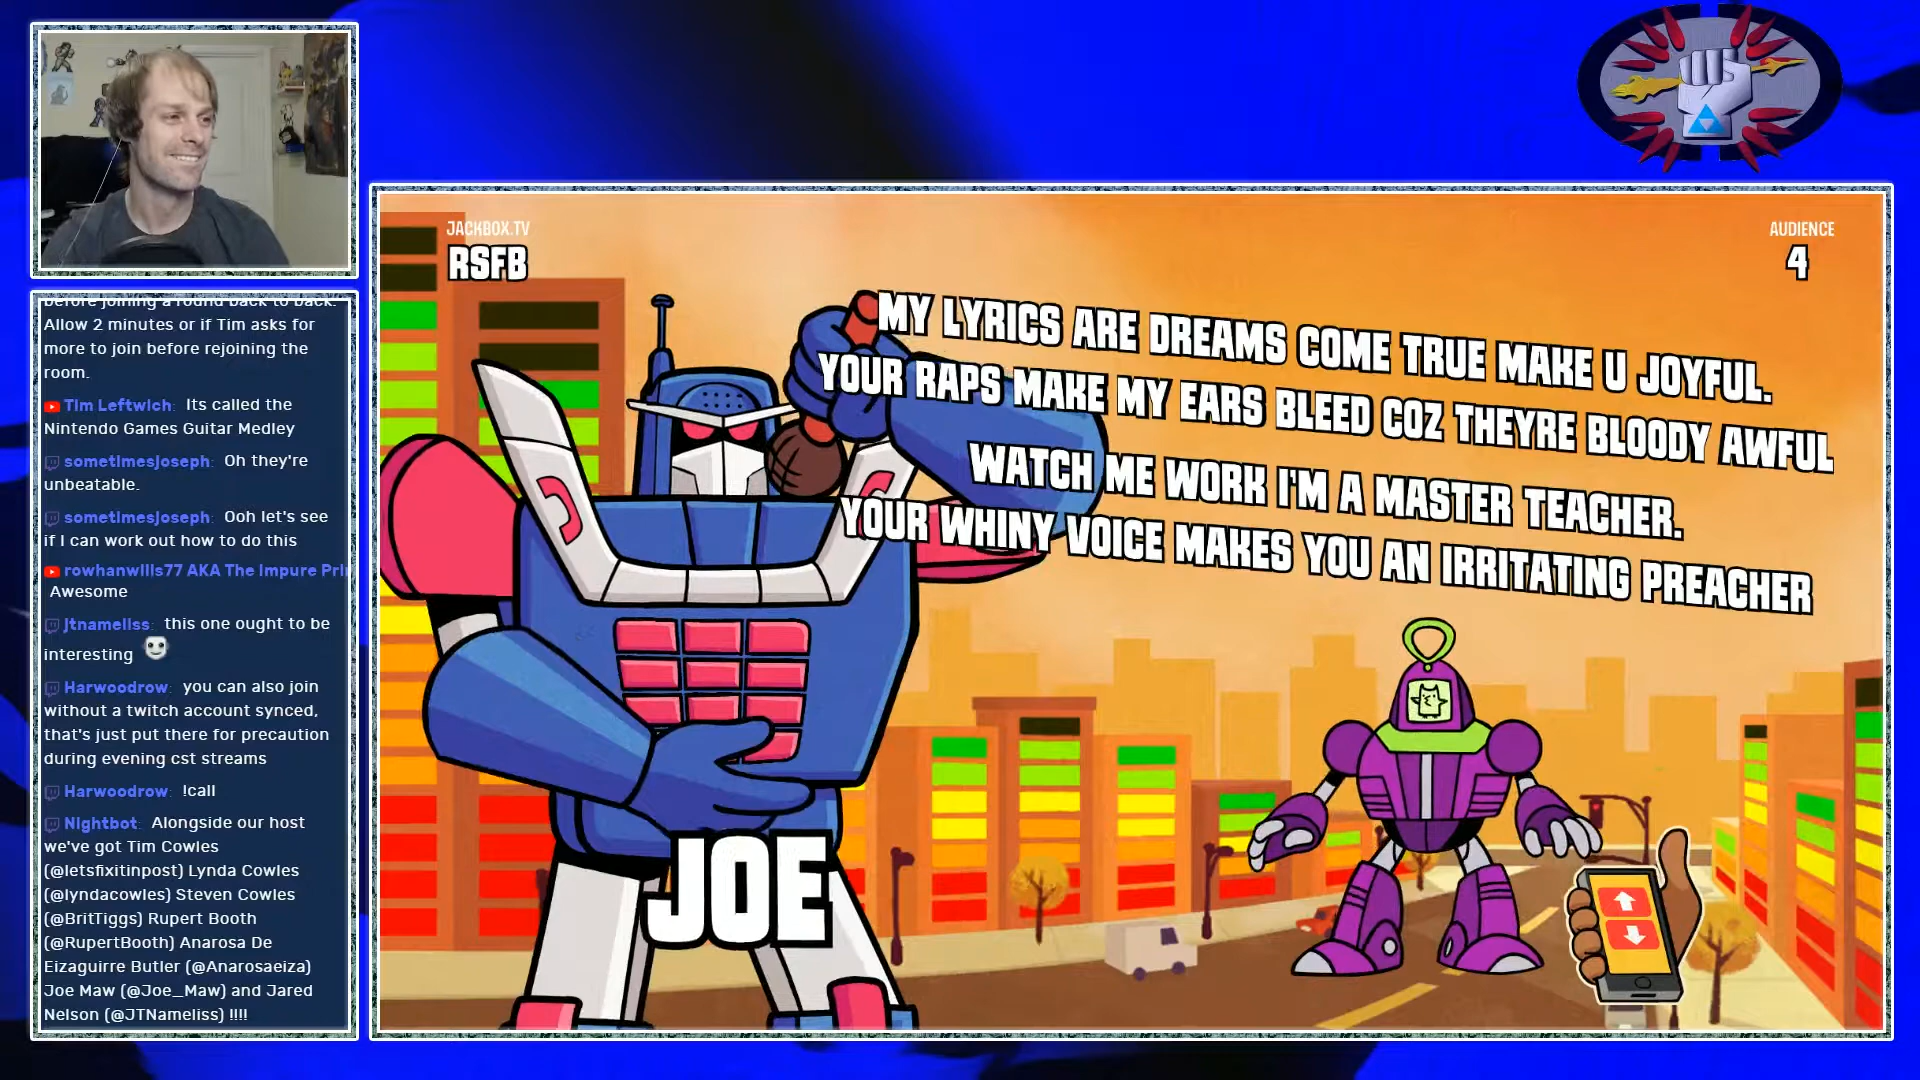 JACKBOX.TV
RSFB
AUDIENCE
4
MY LYRICS ARE DREAMS COME TRUE MAKE U JOYFUL.
YOUR RAPS MAKE MY EARS BLEED COZ THEYRE BLOODY AWFUL
WATCH ME WORK I'M A MASTER TEACHER.
YOUR WHINY VOICE MAKES YOU AN IRRITATING PREACHER
JOE
before joining a round back to back.
Allow 2 minutes or if Tim asks for
more to join before rejoining the
room.
Tim Leftwich: Its called the
Nintendo Games Guitar Medley
sometimesjoseph: Oh they're
unbeatable.
sometimesjoseph: Ooh let's see
if I can work out how to do this
rowhanwills77 AKA The Impure Pri
Awesome
jtnameliss: this one ought to be
interesting
Harwoodrow: you can also join
without a twitch account synced,
that's just put there for precaution
during evening cst streams
Harwoodrow: !call
Nightbot: Alongside our host
we've got Tim Cowles
(@letsfixitinpost) Lynda Cowles
(@lyndacowles) Steven Cowles
(@BritTiggs) Rupert Booth
(@RupertBooth) Anarosa De
Eizaguirre Butler (@Anarosaeiza)
Joe Maw (@Joe_Maw) and Jared
Nelson (@JTNameliss) !!!!